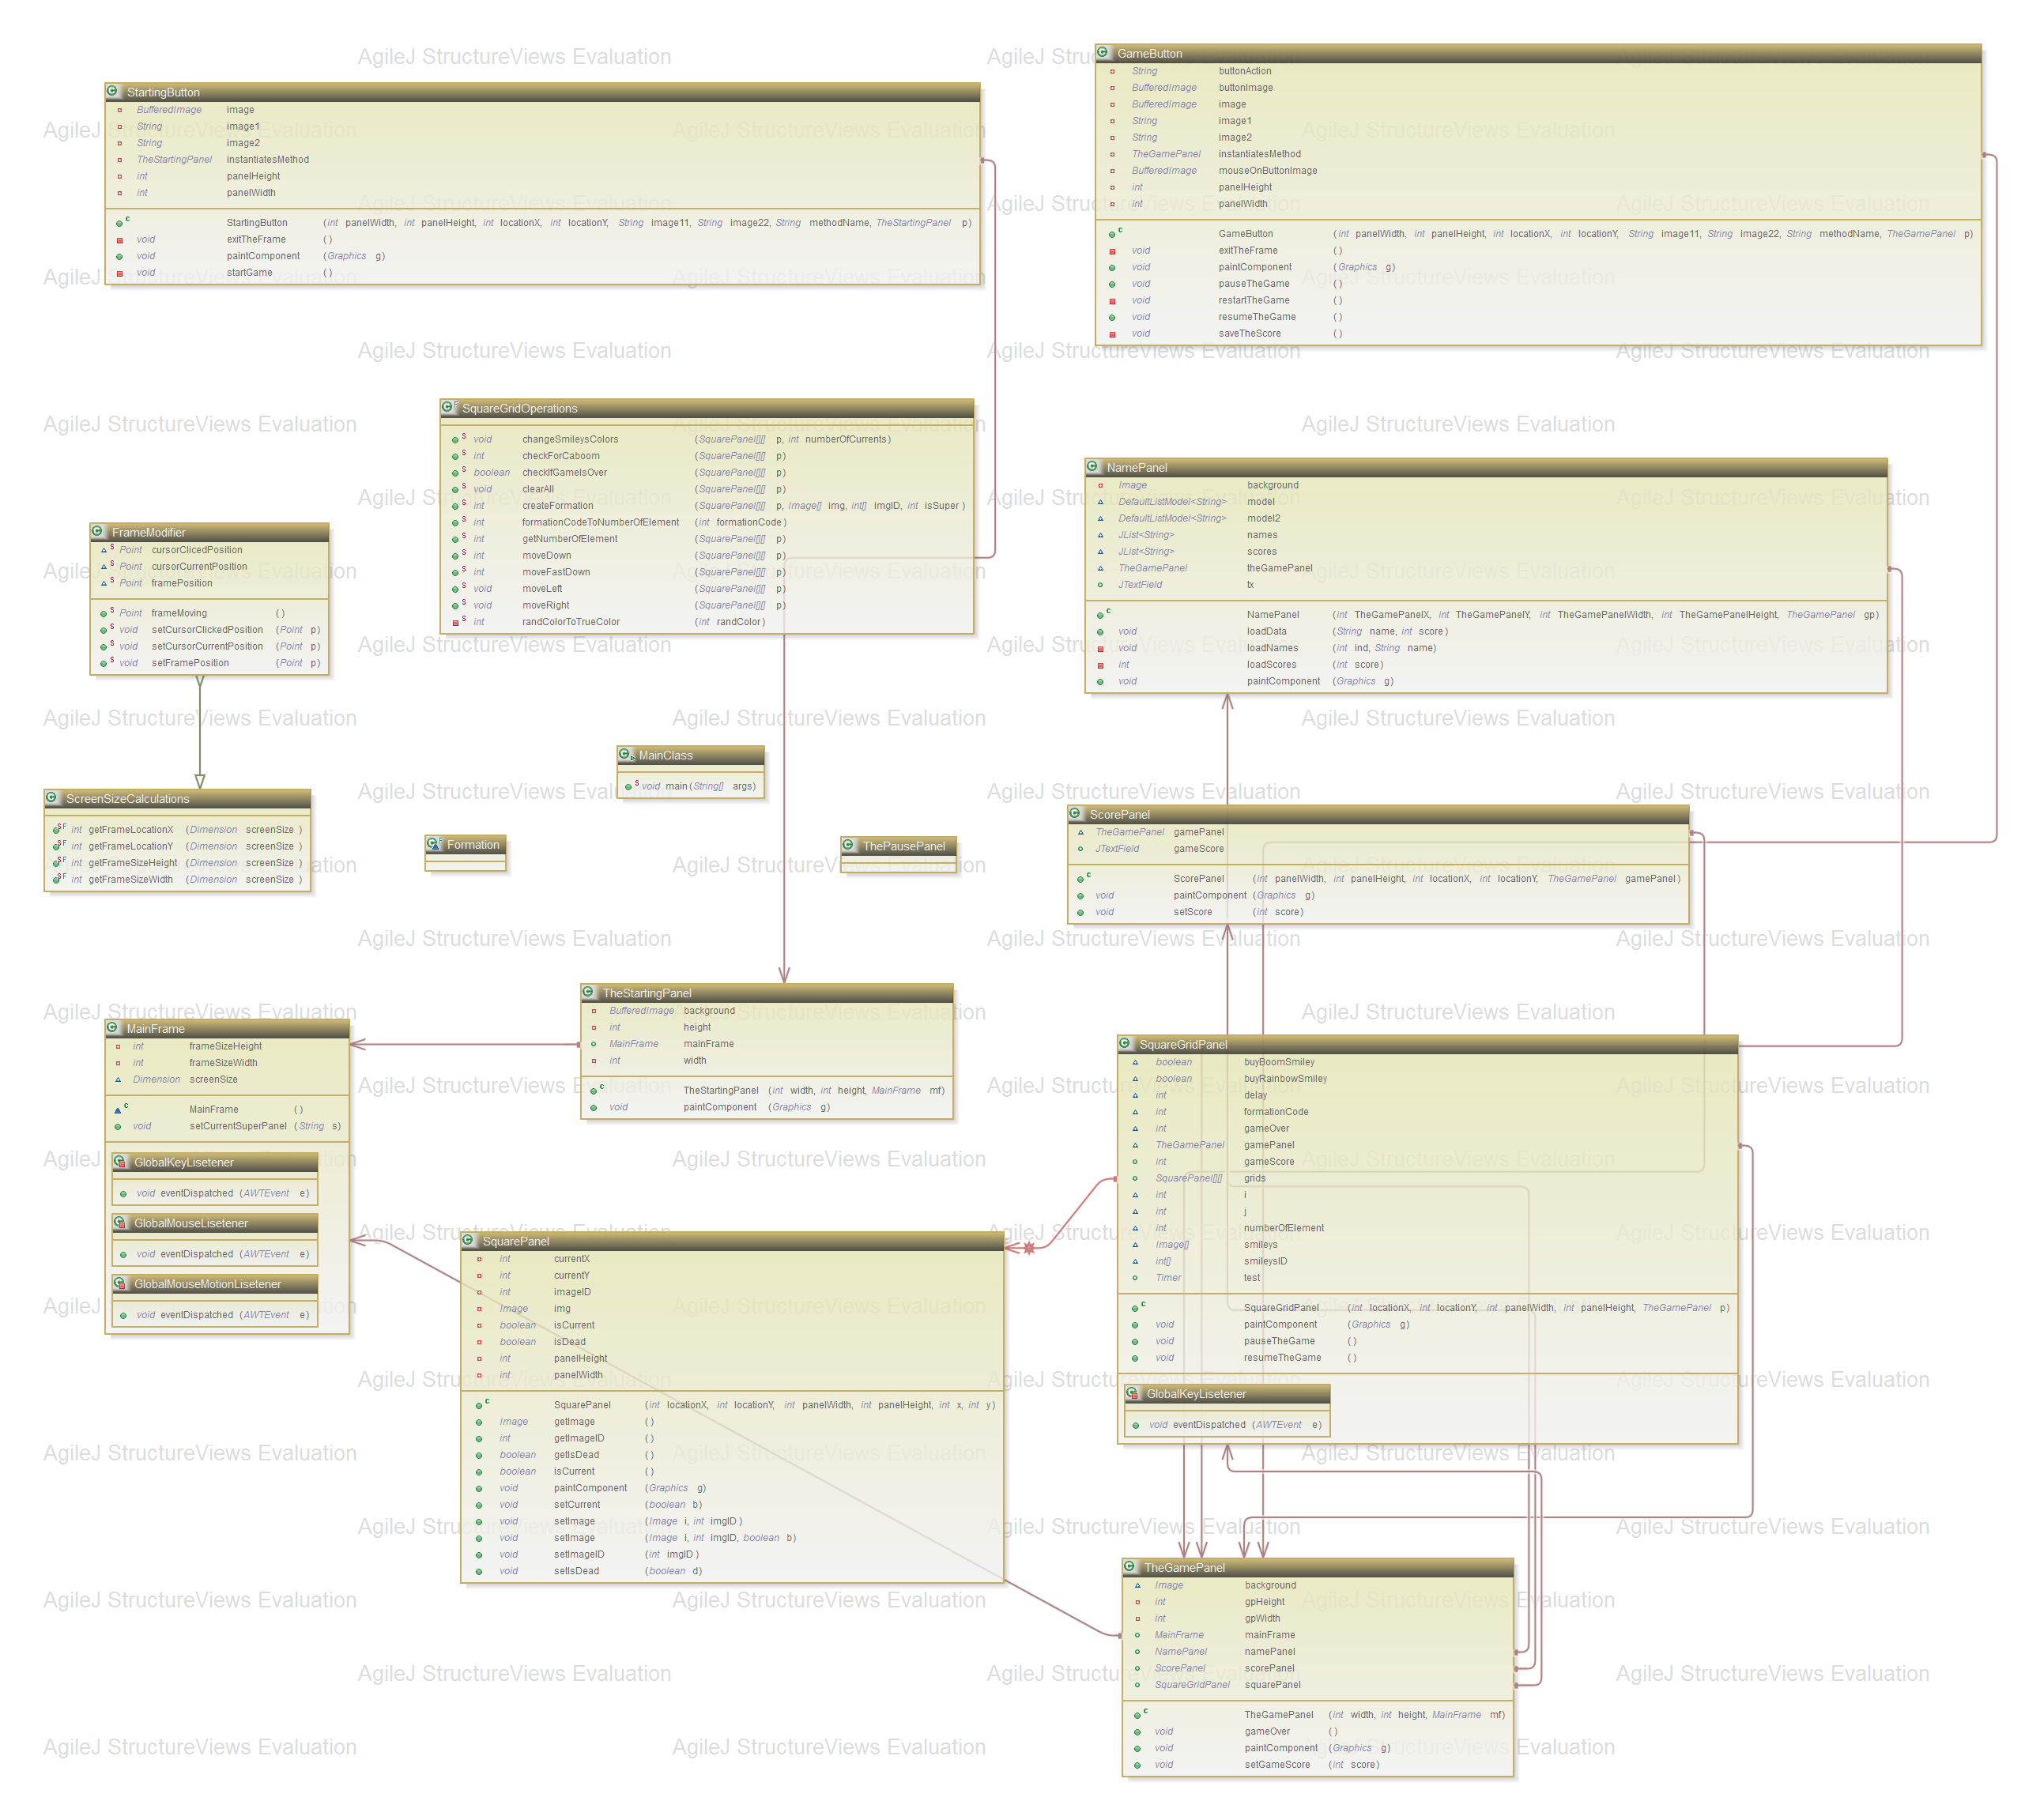 AgileJ StructureViews Evaluation
StartingButton
BufferedImage image
String image1
String image2
TheStartingPanel instantiatesMethod
int panelHeight
int panelWidth
StartingButton (int panelWidth, int panelHeight, int locationX, int locationY, String image11, String image22, String methodName, TheStartingPanel p)
void exitTheFrame ()
void paintComponent (Graphics g)
void startGame ()
GameButton
String buttonAction
BufferedImage buttonImage
BufferedImage image
String image1
String image2
TheGamePanel instantiatesMethod
BufferedImage mouseOnButtonImage
int panelHeight
int panelWidth
GameButton (int panelWidth, int panelHeight, int locationX, int locationY, String image11, String image22, String methodName, TheGamePanel p)
void exitTheFrame ()
void paintComponent (Graphics g)
void pauseTheGame ()
void restartTheGame ()
void resumeTheGame ()
void saveTheScore ()
SquareGridOperations
void changeSmileysColors (SquarePanel[][] p, int numberOfCurrents)
int checkForCaboom (SquarePanel[][] p)
boolean checkIfGameIsOver (SquarePanel[][] p)
void clearAll (SquarePanel[][] p)
int createFormation (SquarePanel[][] p, Image[] img, int[] imgID, int isSuper)
int formationCodeToNumberOfElement (int formationCode)
int getNumberOfElement (SquarePanel[][] p)
int moveDown (SquarePanel[][] p)
int moveFastDown (SquarePanel[][] p)
void moveLeft (SquarePanel[][] p)
void moveRight (SquarePanel[][] p)
int randColorToTrueColor (int randColor)
NamePanel
Image background
DefaultListModel<String> model
DefaultListModel<String> model2
JList<String> names
JList<String> scores
TheGamePanel theGamePanel
JTextField tx
NamePanel (int TheGamePanelX, int TheGamePanelY, int TheGamePanelWidth, int TheGamePanelHeight, TheGamePanel gp)
void loadData (String name, int score)
void loadNames (int ind, String name)
int loadScores (int score)
void paintComponent (Graphics g)
FrameModifier
Point cursorClicedPosition
Point cursorCurrentPosition
Point framePosition
Point frameMoving ()
void setCursorClickedPosition (Point p)
void setCursorCurrentPosition (Point p)
void setFramePosition (Point p)
MainClass
void main (String[] args)
ScreenSizeCalculations
int getFrameLocationX (Dimension screenSize)
int getFrameLocationY (Dimension screenSize)
int getFrameSizeHeight (Dimension screenSize)
int getFrameSizeWidth (Dimension screenSize)
Formation
ThePausePanel
ScorePanel
TheGamePanel gamePanel
JTextField gameScore
ScorePanel (int panelWidth, int panelHeight, int locationX, int locationY, TheGamePanel gamePanel)
void paintComponent (Graphics g)
void setScore (int score)
TheStartingPanel
BufferedImage background
int height
MainFrame mainFrame
int width
TheStartingPanel (int width, int height, MainFrame mf)
void paintComponent (Graphics g)
MainFrame
int frameSizeHeight
int frameSizeWidth
Dimension screenSize
MainFrame ()
void setCurrentSuperPanel (String s)
GlobalKeyLisetener
void eventDispatched (AWTEvent e)
GlobalMouseLisetener
void eventDispatched (AWTEvent e)
GlobalMouseMotionLisetener
void eventDispatched (AWTEvent e)
SquareGridPanel
boolean buyBoomSmiley
boolean buyRainbowSmiley
int delay
int formationCode
int gameOver
TheGamePanel gamePanel
int gameScore
SquarePanel[][] grids
int i
int j
int numberOfElement
Image[] smileys
int[] smileysID
Timer test
SquareGridPanel (int locationX, int locationY, int panelWidth, int panelHeight, TheGamePanel p)
void paintComponent (Graphics g)
void pauseTheGame ()
void resumeTheGame ()
GlobalKeyLisetener
void eventDispatched (AWTEvent e)
SquarePanel
int currentX
int currentY
int imageID
Image img
boolean isCurrent
boolean isDead
int panelHeight
int panelWidth
SquarePanel (int locationX, int locationY, int panelWidth, int panelHeight, int x, int y)
Image getImage ()
int getImageID ()
boolean getIsDead ()
boolean isCurrent ()
void paintComponent (Graphics g)
void setCurrent (boolean b)
void setImage (Image i, int imgID)
void setImage (Image i, int imgID, boolean b)
void setImageID (int imgID)
void setIsDead (boolean d)
TheGamePanel
Image background
int gpHeight
int gpWidth
MainFrame mainFrame
NamePanel namePanel
ScorePanel scorePanel
SquareGridPanel squarePanel
TheGamePanel (int width, int height, MainFrame mf)
void gameOver ()
void paintComponent (Graphics g)
void setGameScore (int score)